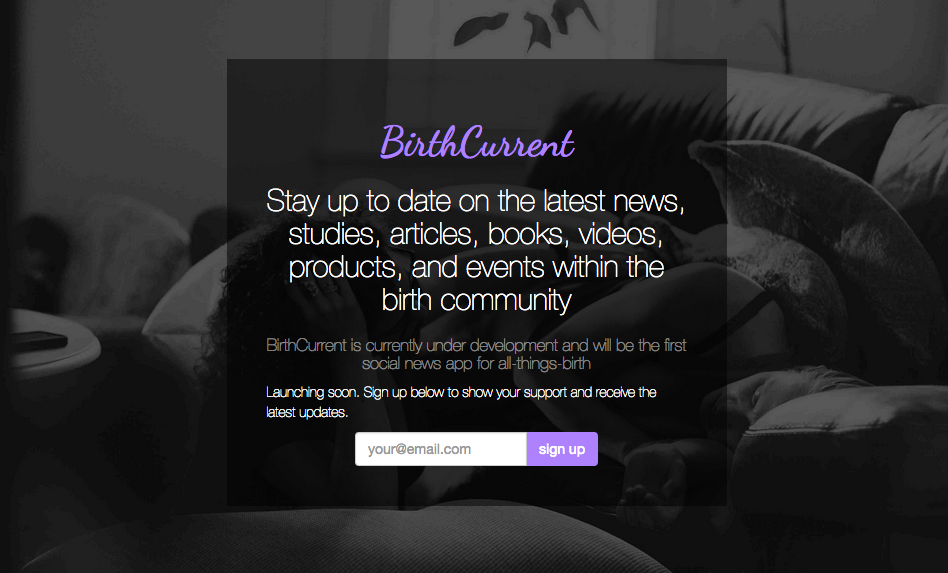 BirthCurrent
Stay up to date on the latest news,
studies, articles, books, videos,
products, and events within the
birth community
BirthCurrent is currently under development and will be the first
social news app for all-things-birth
Launching soon. Sign up below to show your support and receive the
latest updates.
your@email.com sign up